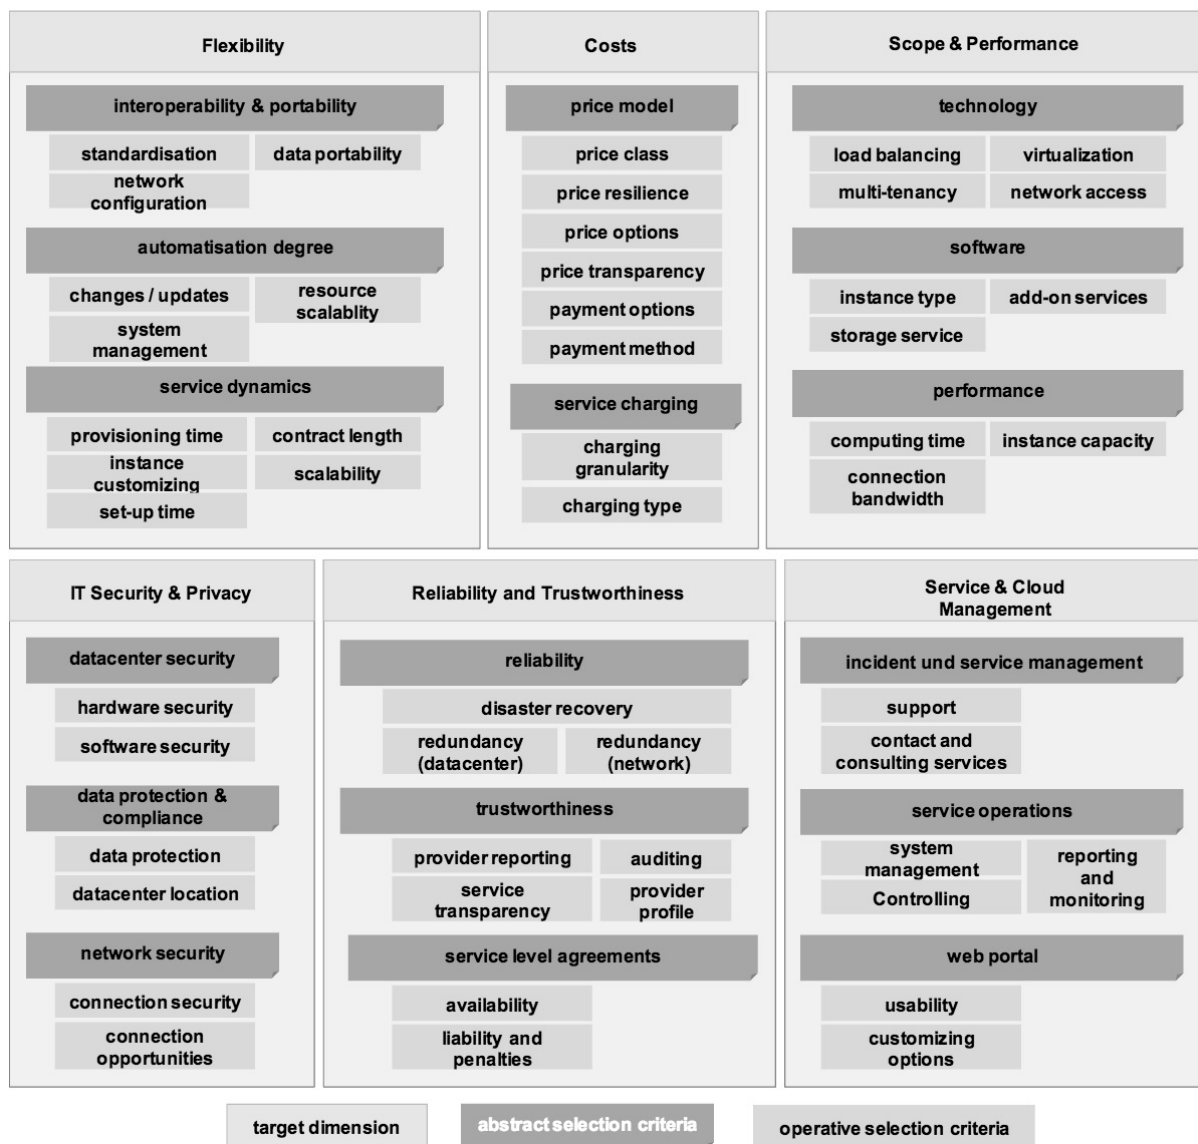 Flexibility
interoperability & portability
standardisation
data portability
network
configuration
automatisation degree
changes / updates
resource
scalablity
system
management
service dynamics
provisioning time
contract length
instance
customizing
scalability
set-up time
Costs
price model
price class
price resilience
price options
price transparency
payment options
payment method
service charging
charging
granularity
charging type
Scope & Performance
technology
load balancing
virtualization
multi-tenancy
network access
software
instance type
add-on services
storage service
performance
computing time
instance capacity
connection
bandwidth
IT Security & Privacy
datacenter security
hardware security
software security
data protection &
compliance
data protection
datacenter location
network security
connection security
connection
opportunities
Reliability and Trustworthiness
reliability
disaster recovery
redundancy
(datacenter)
redundancy
(network)
trustworthiness
provider reporting
auditing
service
transparency
provider
profile
service level agreements
availability
liability and
penalties
Service & Cloud
Management
incident und service management
support
contact and
consulting services
service operations
system
management
reporting
and
monitoring
Controlling
web portal
usability
customizing
options
target dimension
abstract selection criteria
operative selection criteria